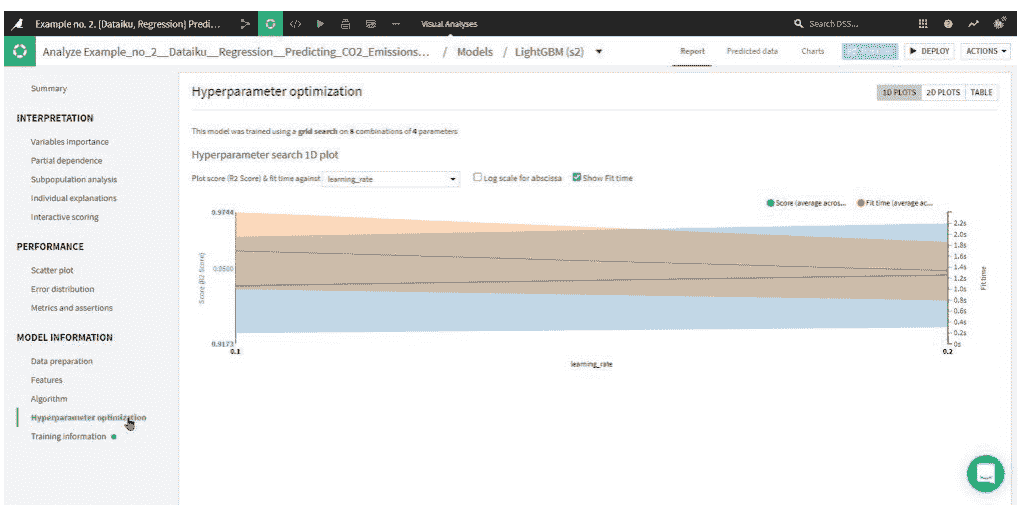 Example no. 2. [Dataiku, Regression] Predi...
Visual Analyses
Search DSS...
Analyze Example_no_2__Dataiku__Regression__Predicting_CO2_Emissions... / Models / LightGBM (s2)
Report
Predicted data
Charts
DEPLOY
ACTIONS
Summary
INTERPRETATION
Variables importance
Partial dependence
Subpopulation analysis
Individual explanations
Interactive scoring
PERFORMANCE
Scatter plot
Error distribution
Metrics and assertions
MODEL INFORMATION
Data preparation
Features
Algorithm
Hyperparameter optimization
Training information
Hyperparameter optimization
1D PLOTS
2D PLOTS
TABLE
This model was trained using a grid search on 8 combinations of 4 parameters
Hyperparameter search 1D plot
Plot score (R2 Score) & fit time against
learning_rate
Log scale for abscissa
Show Fit time
Score (average acros...
Fit time (average ac...
0.9744
0.9500
0.9173
Score (R2 Score)
2.2s
2.0s
1.8s
1.6s
1.4s
1.2s
1.0s
0.8s
0.6s
0.4s
0.2s
0s
Fit time
0.1
0.2
learning_rate